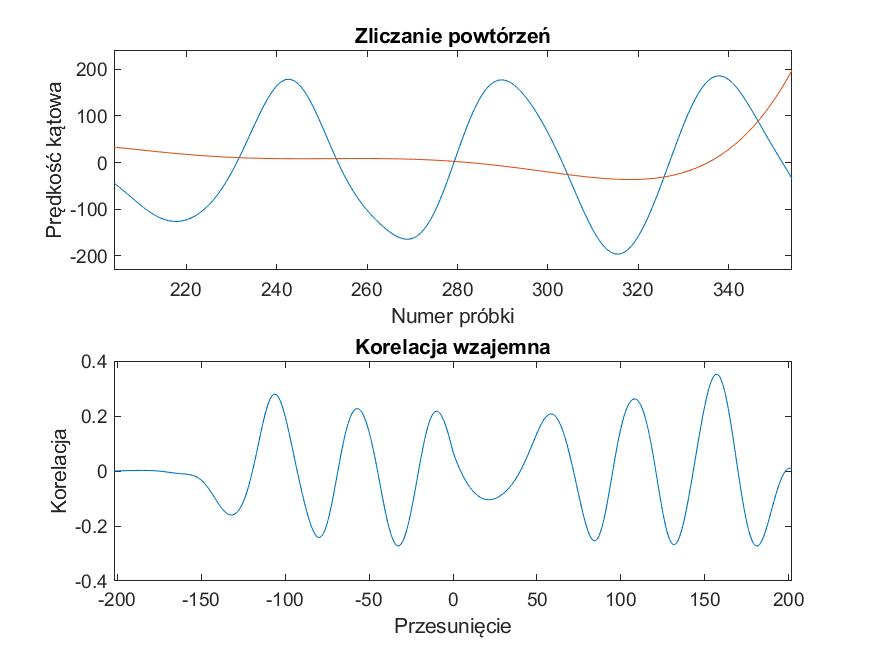 Zliczanie powtórzeń
200
100
0
-100
-200
Prędkość kątowa
220 240 260 280 300 320 340
Numer próbki
Korelacja wzajemna
0.4
0.2
0
-0.2
-0.4
Korelacja
-200 -150 -100 -50 0 50 100 150 200
Przesunięcie